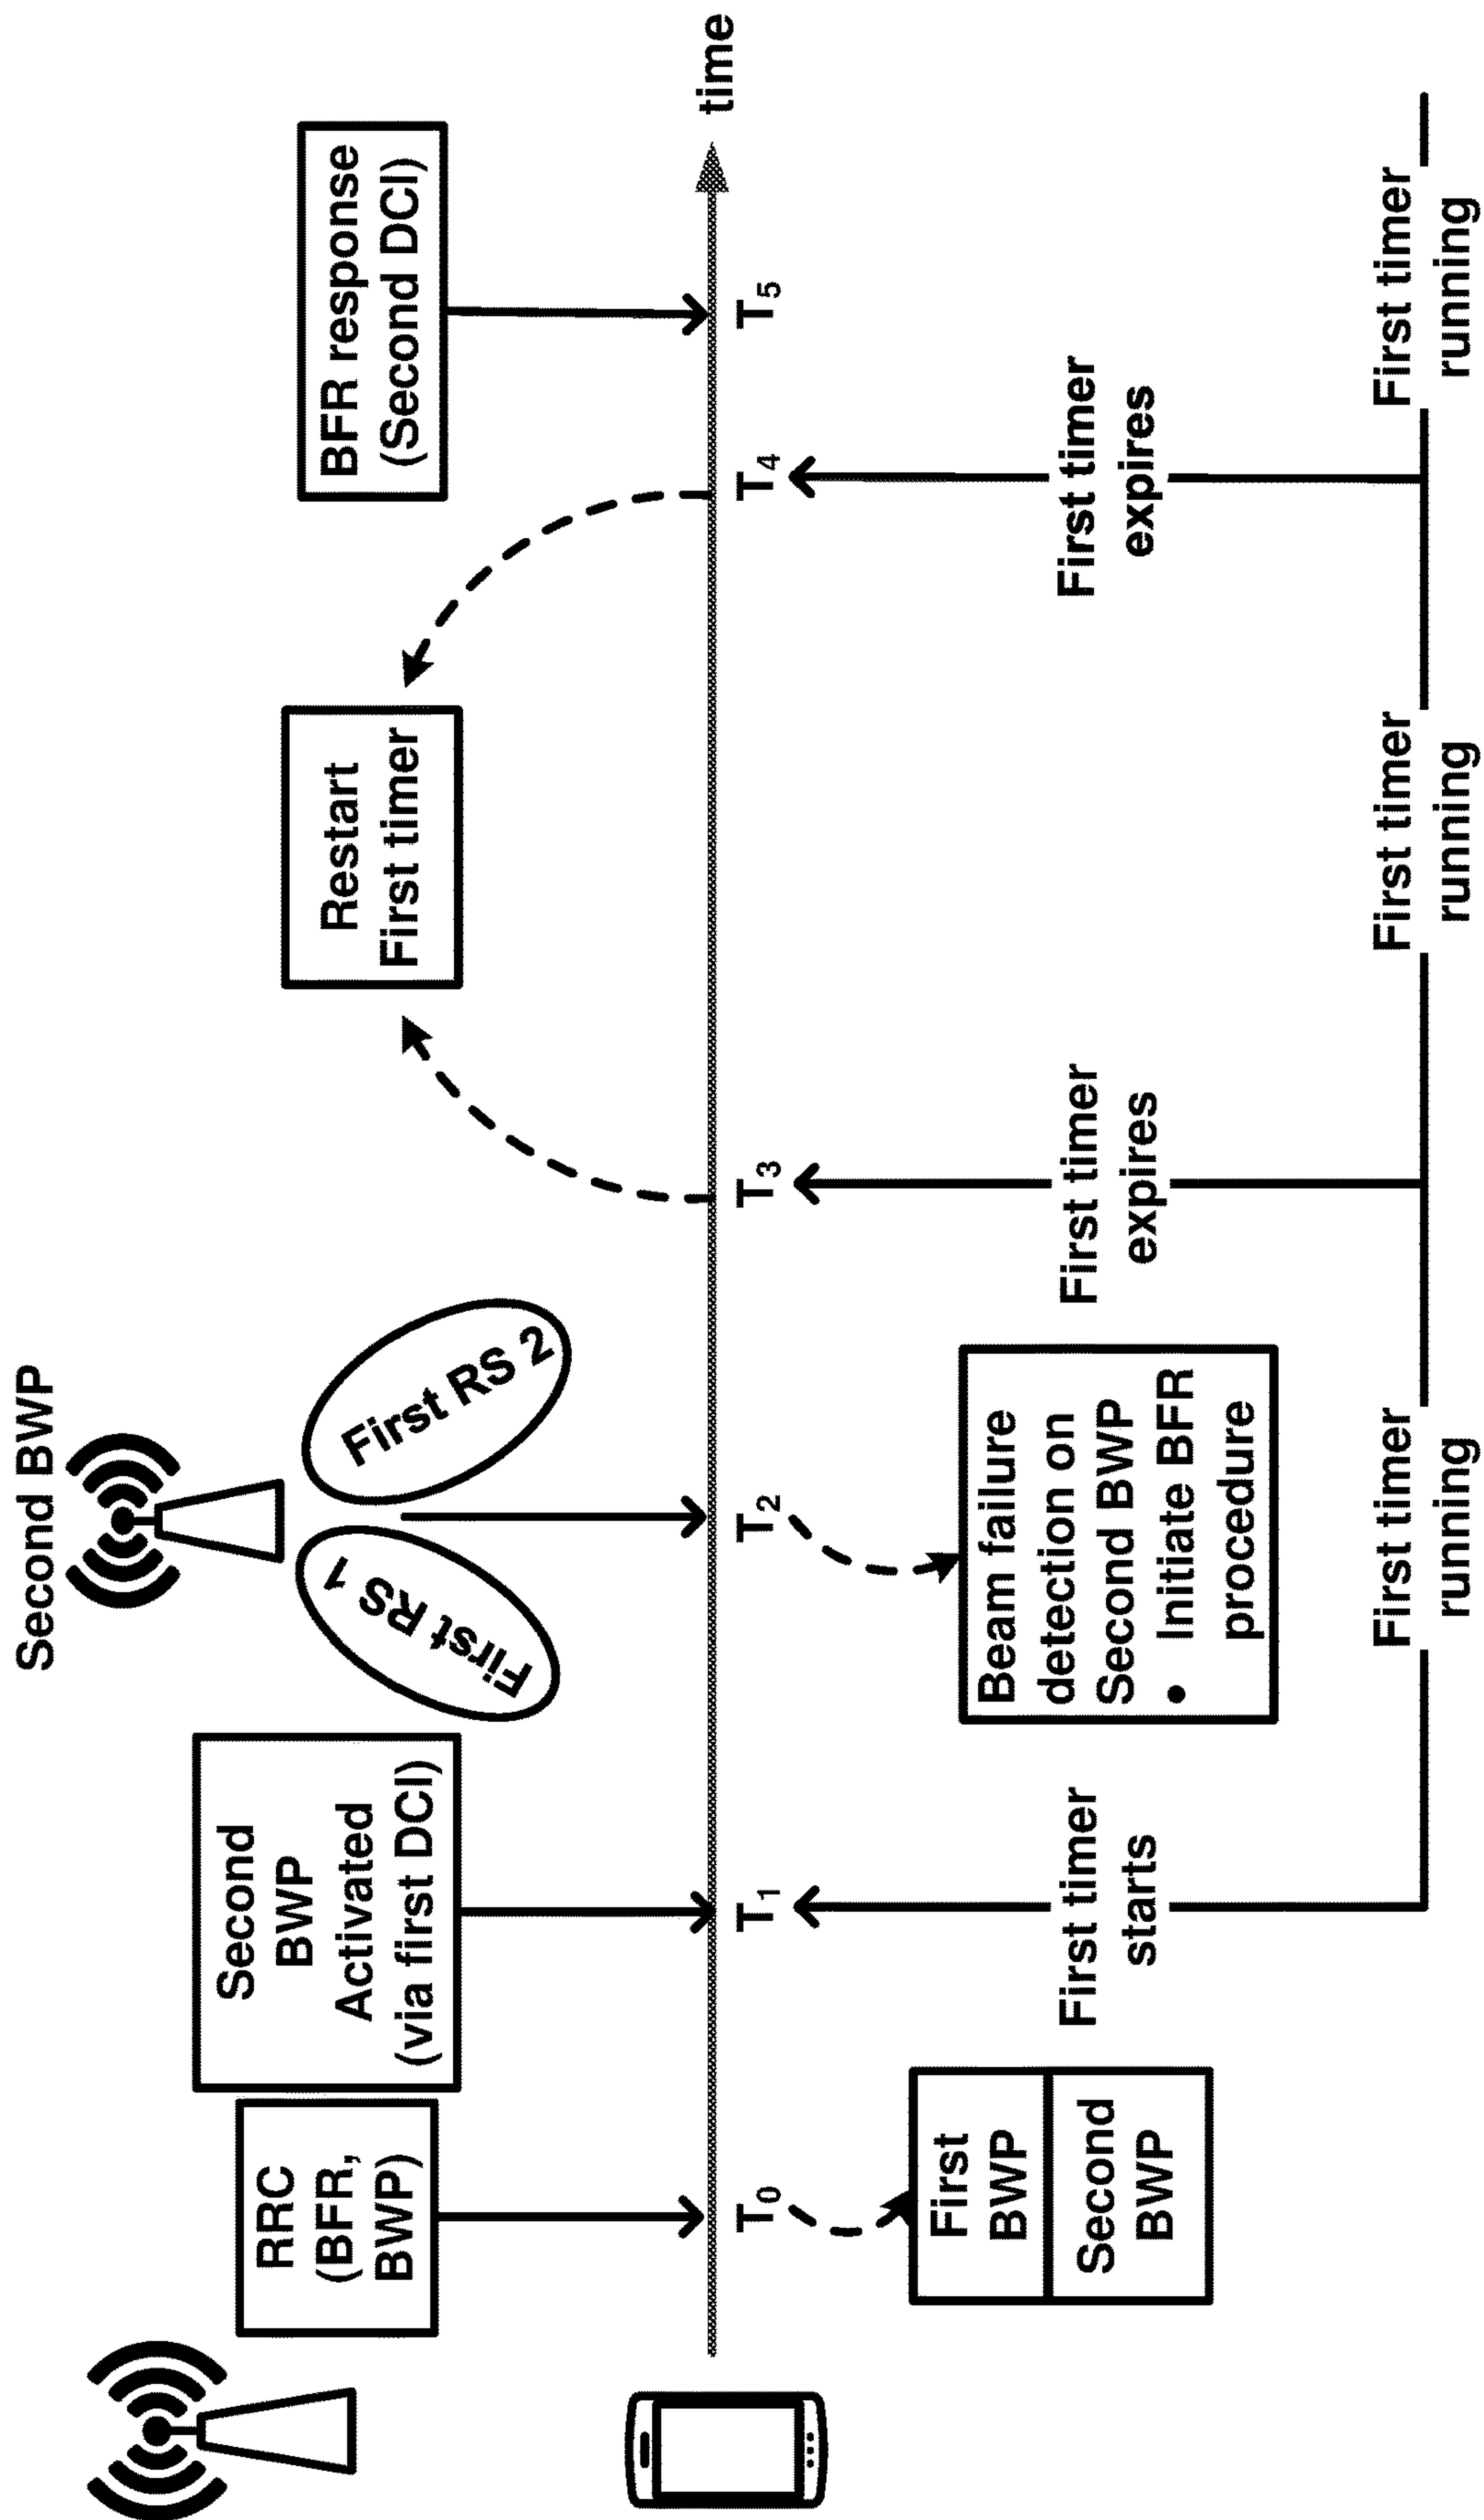 Second BWP
RRC
(BFR,
BWP)
Second
BWP
Activated
(via first DCI)
First RS 1
First RS 2
Restart
First timer
BFR response
(Second DCI)
time
T0
T1
T2
T3
T4
T5
First
BWP
Second
BWP
First timer
starts
Beam failure
detection on
Second BWP
• Initiate BFR
procedure
First timer
expires
First timer
expires
First timer
running
First timer
running
First timer
running